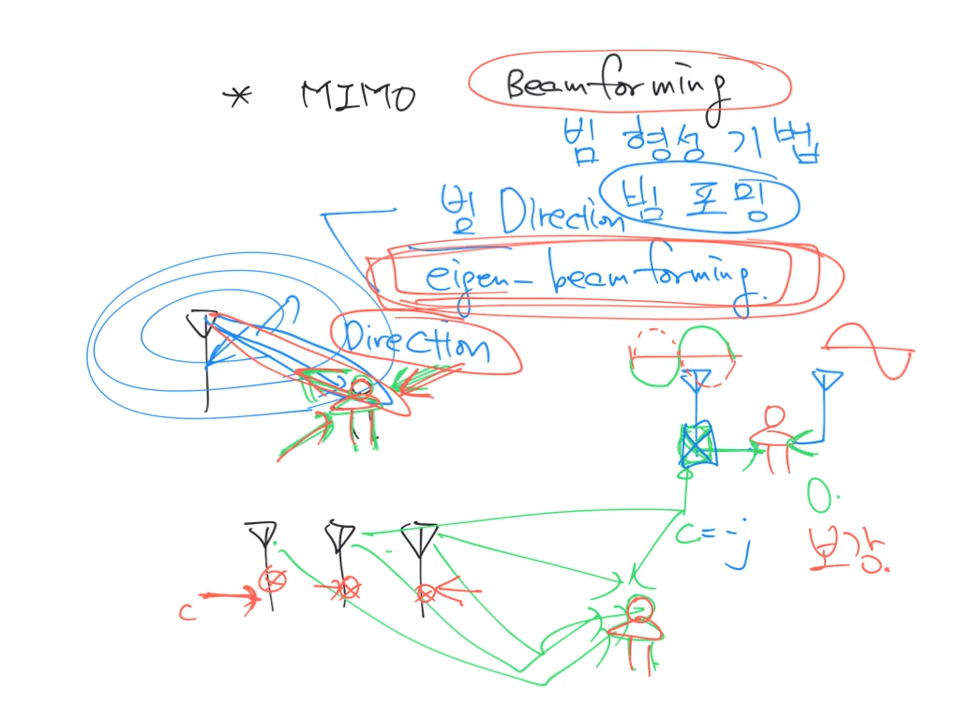 * MIMO Beamforming
빔 형성 기법
빔 Direction 빔 포밍
eigen-beamforming.
Direction
0.
c = -j
보강.
c